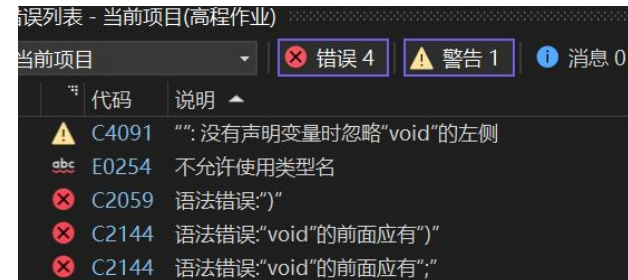 误列表 - 当前项目(高程作业)
当前项目
错误 4
警告 1
消息 0
代码 说明
C4091 “”: 没有声明变量时忽略“void”的左侧
abc E0254 不允许使用类型名
C2059 语法错误:“)”
C2144 语法错误:“void”的前面应有“)”
C2144 语法错误:“void”的前面应有“;”